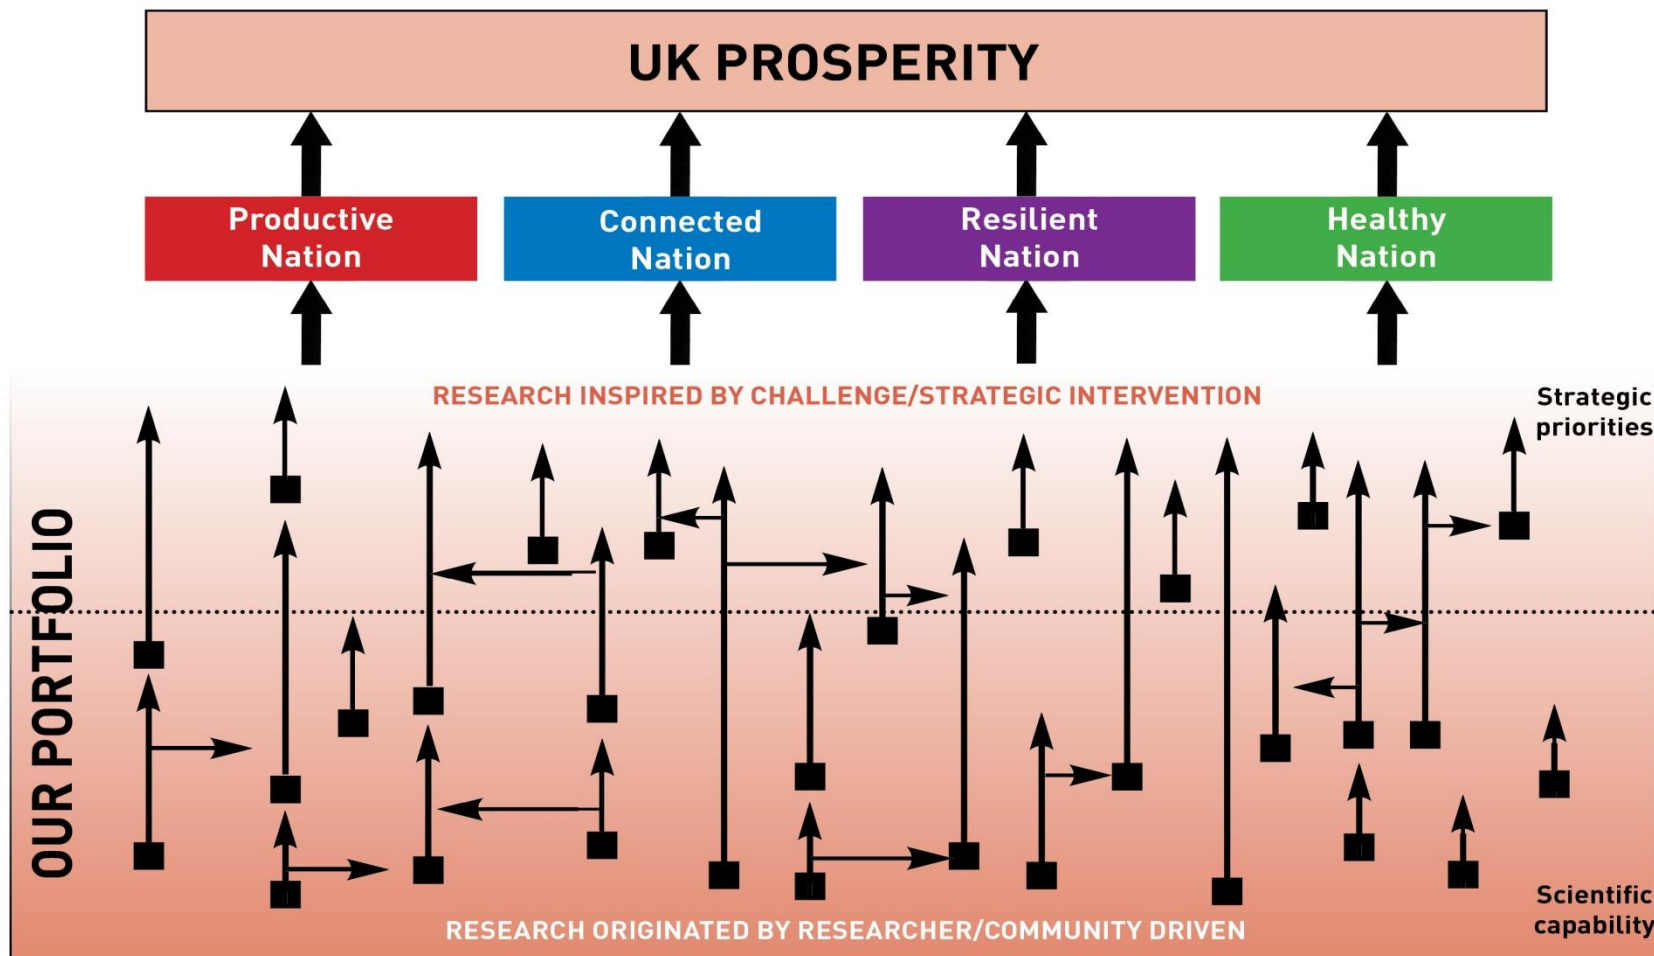 UK PROSPERITY
Productive
Nation
Connected
Nation
Resilient
Nation
Healthy
Nation
RESEARCH INSPIRED BY CHALLENGE/STRATEGIC INTERVENTION
Strategic
priorities
OUR PORTFOLIO
RESEARCH ORIGINATED BY RESEARCHER/COMMUNITY DRIVEN
Scientific
capability